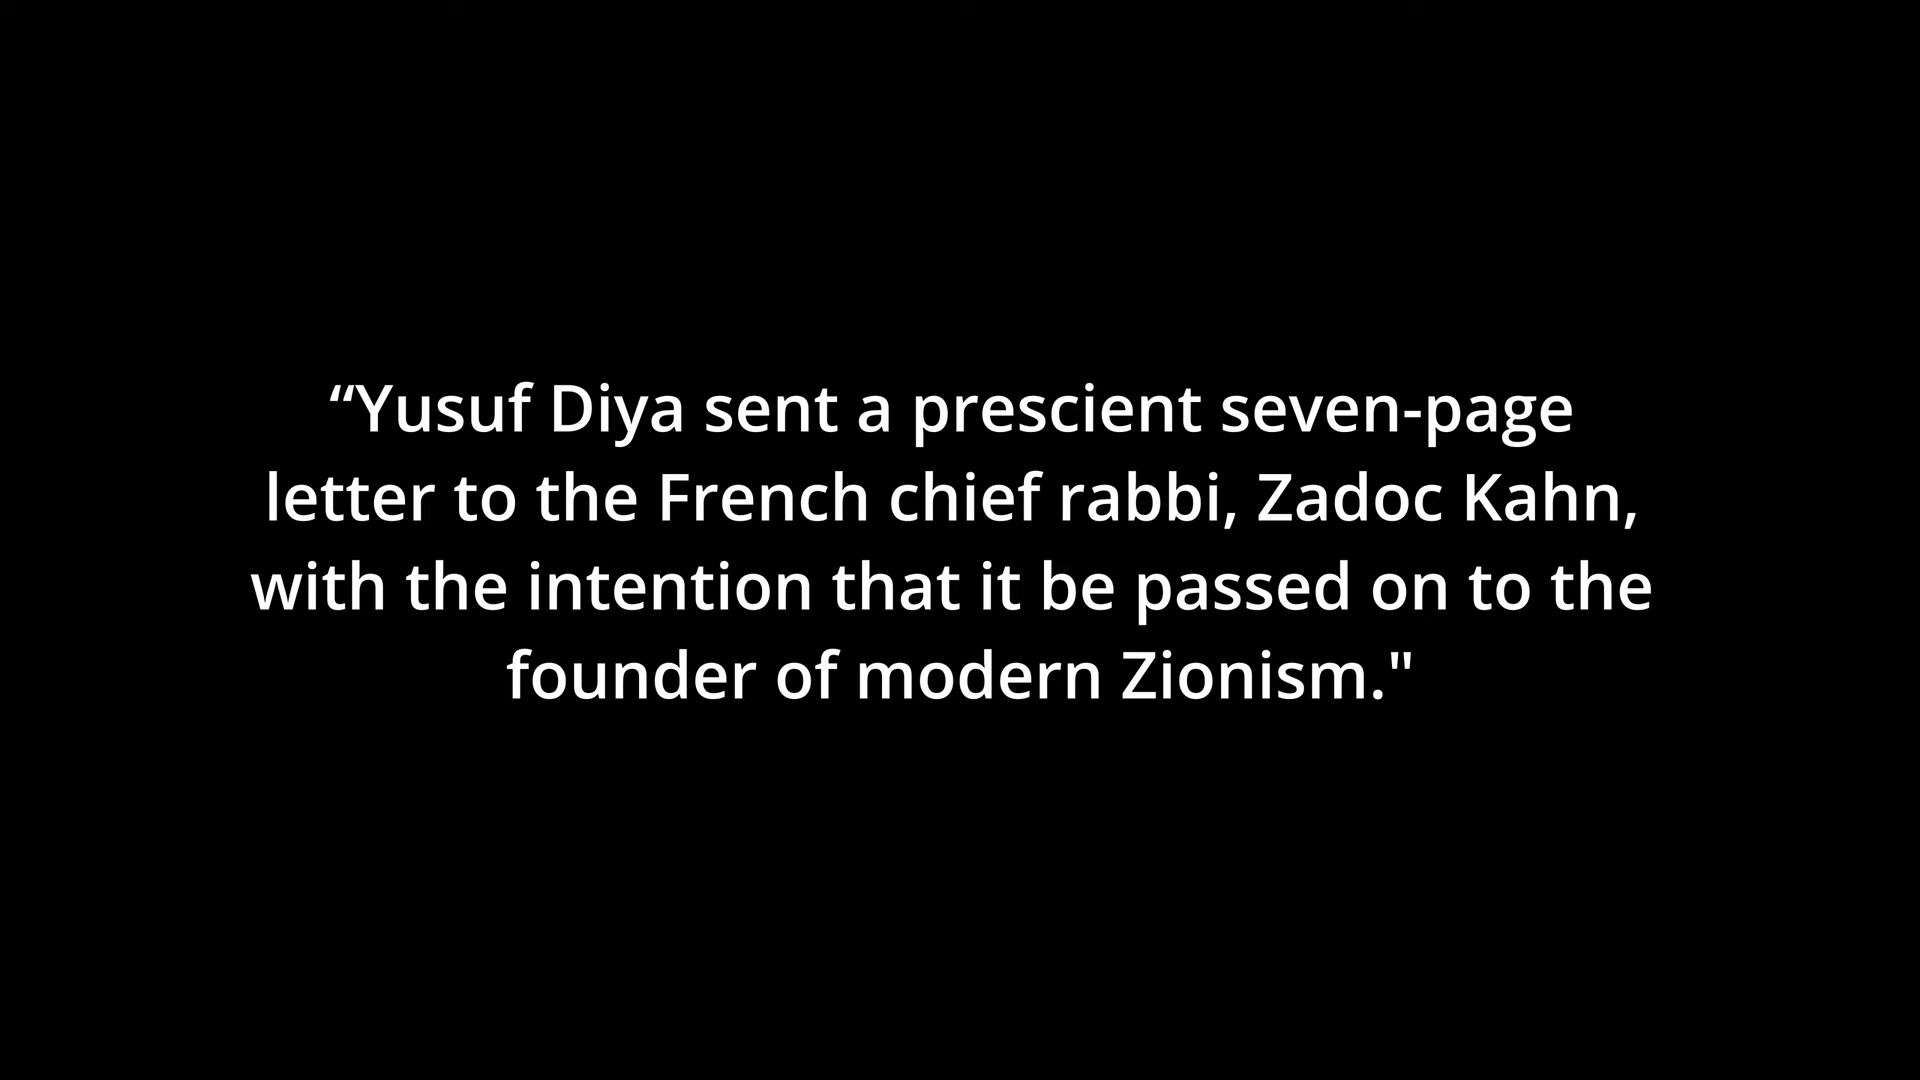 “Yusuf Diya sent a prescient seven-page
letter to the French chief rabbi, Zadoc Kahn,
with the intention that it be passed on to the
founder of modern Zionism."